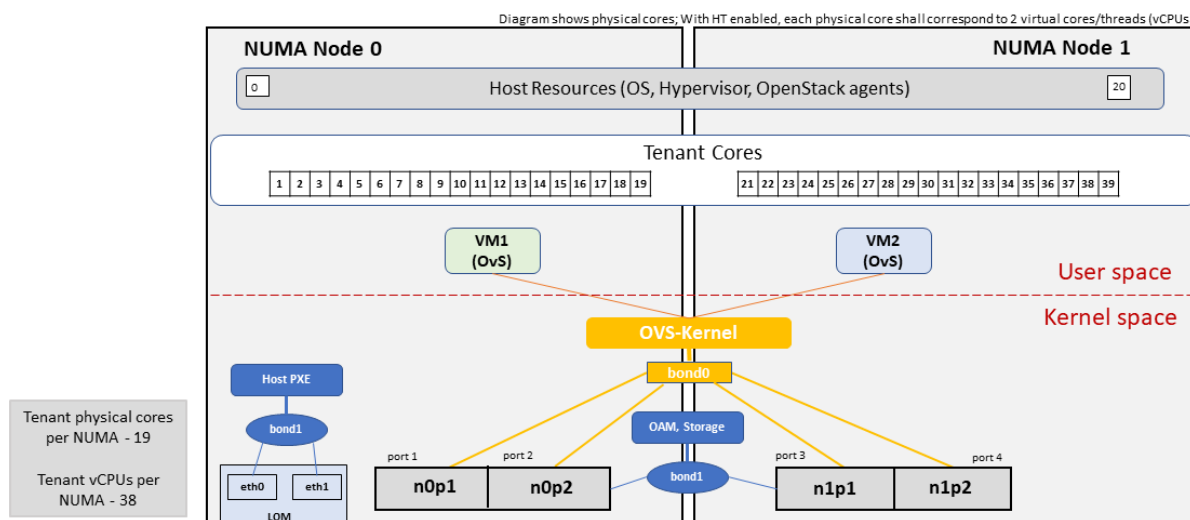 Diagram shows physical cores; With HT enabled, each physical core shall correspond to 2 virtual cores/threads (vCPUs
NUMA Node 0
NUMA Node 1
0
Host Resources (OS, Hypervisor, OpenStack agents)
20
Tenant Cores
1 2 3 4 5 6 7 8 9 10 11 12 13 14 15 16 17 18 19
21 22 23 24 25 26 27 28 29 30 31 32 33 34 35 36 37 38 39
VM1
(OvS)
VM2
(OvS)
User space
Kernel space
OVS-Kernel
bond0
Host PXE
bond1
OAM, Storage
bond1
Tenant physical cores
per NUMA - 19
Tenant vCPUs per
NUMA - 38
eth0
eth1
LOM
port 1
port 2
port 3
port 4
n0p1
n0p2
n1p1
n1p2